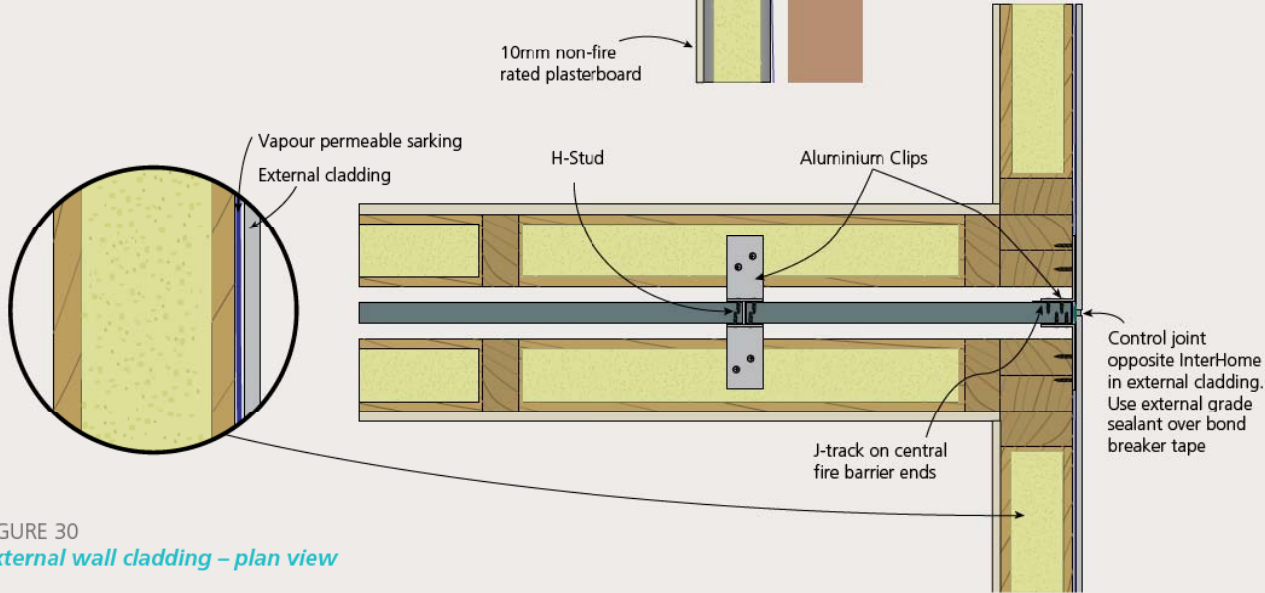 10mm non-fire
rated plasterboard
Vapour permeable sarking
External cladding
H-Stud
Aluminium Clips
Control joint
opposite InterHome
in external cladding.
Use external grade
sealant over bond
breaker tape
J-track on central
fire barrier ends
GURE 30
xternal wall cladding – plan view